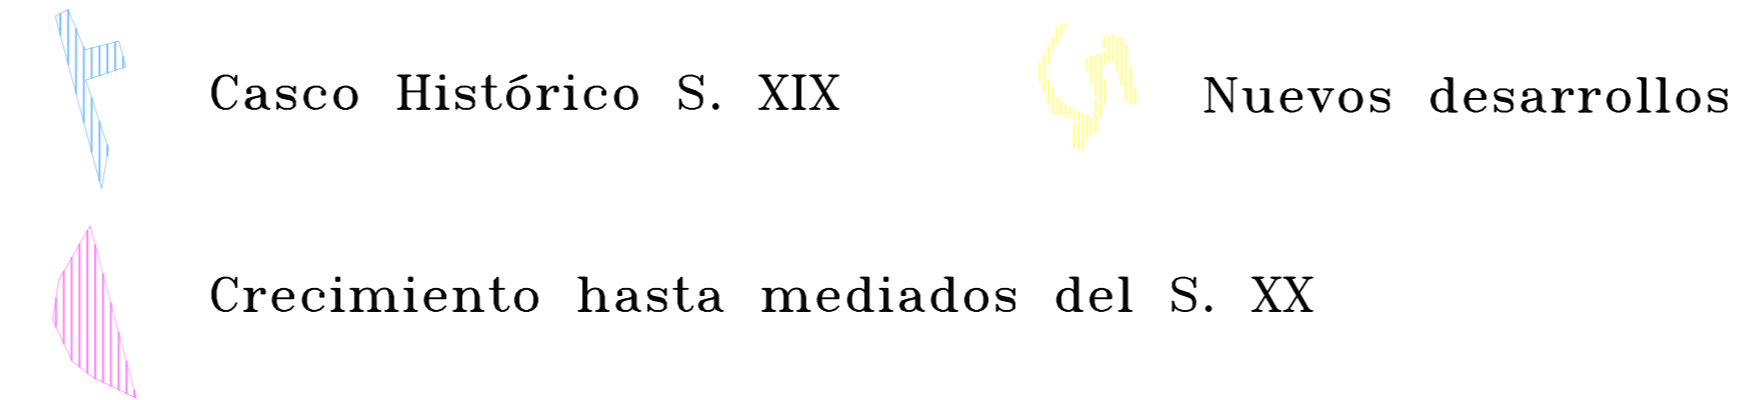 Casco Histórico S. XIX
Nuevos desarrollos
Crecimiento hasta mediados del S. XX